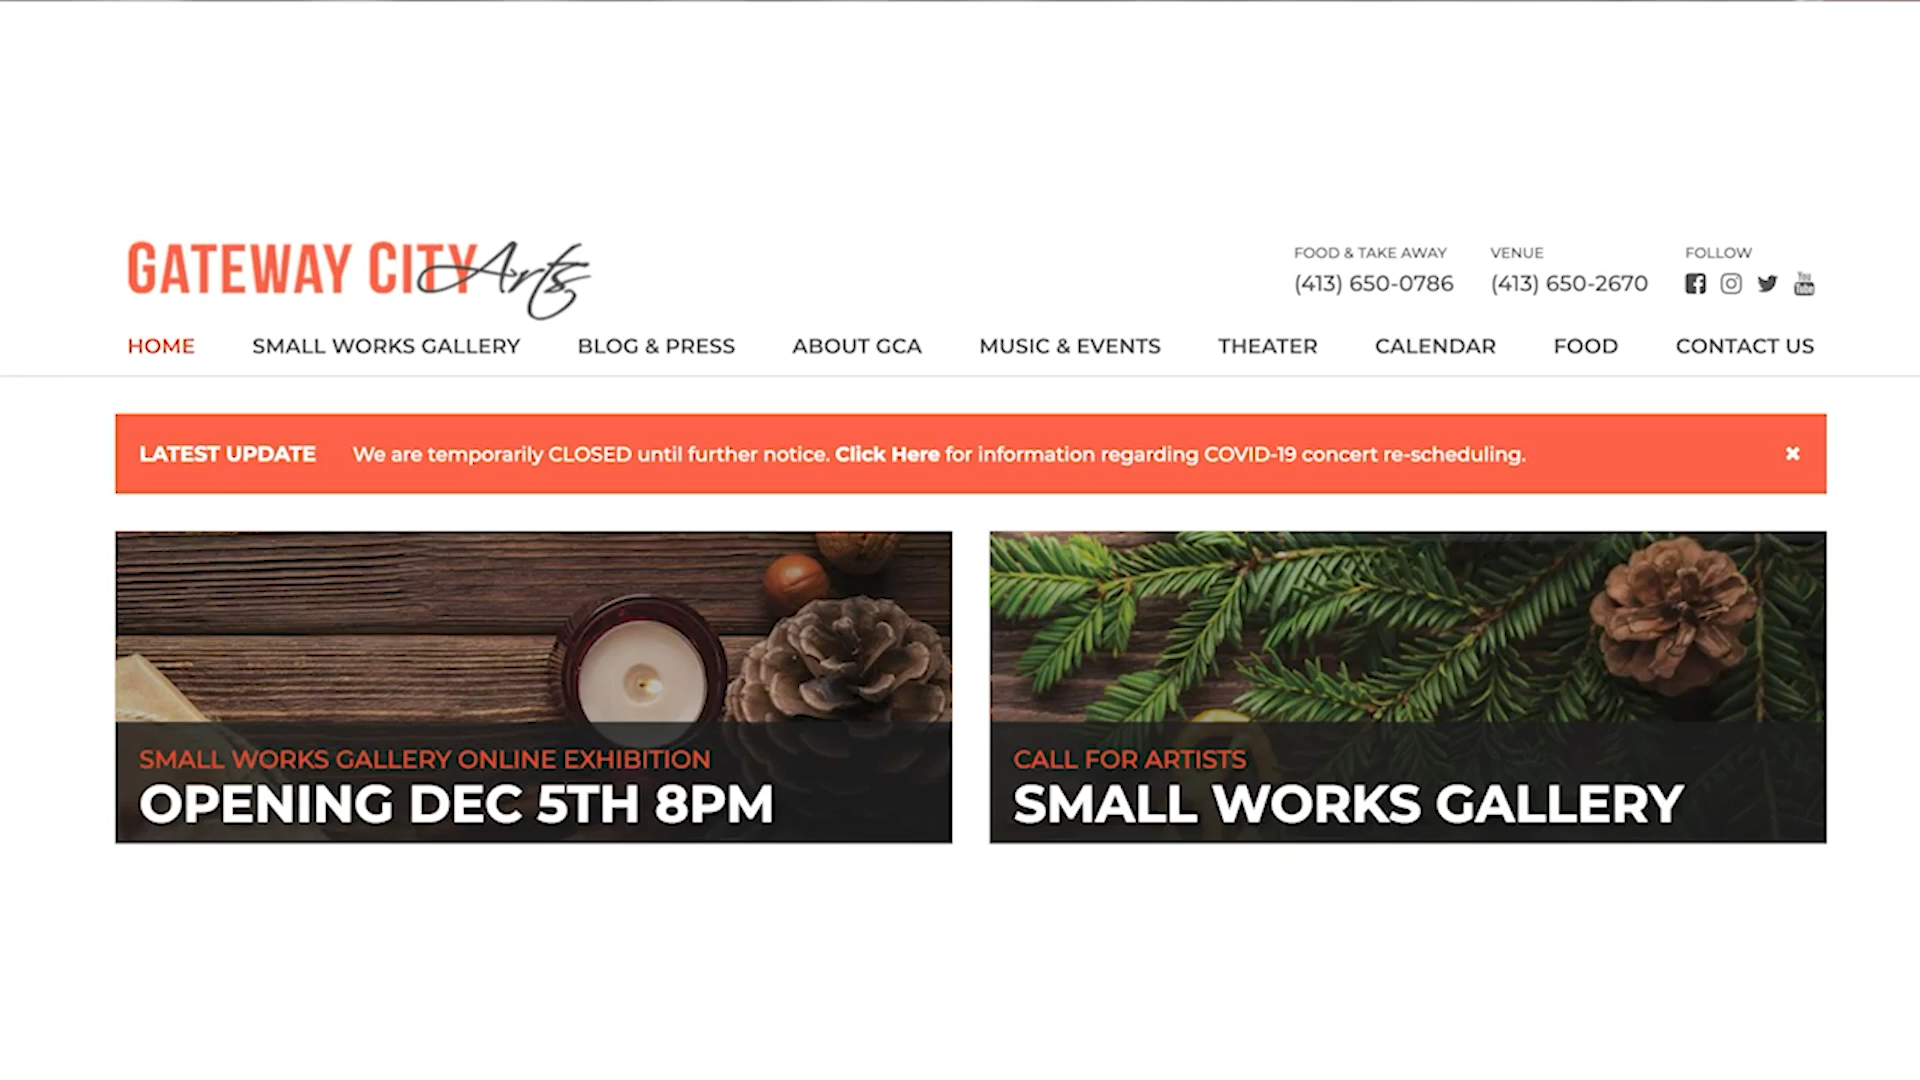 GATEWAY CITY Arts
FOOD & TAKE AWAY
(413) 650-0786
VENUE
(413) 650-2670
FOLLOW
You Tube
HOME SMALL WORKS GALLERY BLOG & PRESS ABOUT GCA MUSIC & EVENTS THEATER CALENDAR FOOD CONTACT US
LATEST UPDATE We are temporarily CLOSED until further notice. Click Here for information regarding COVID-19 concert re-scheduling.
SMALL WORKS GALLERY ONLINE EXHIBITION
OPENING DEC 5TH 8PM
CALL FOR ARTISTS
SMALL WORKS GALLERY